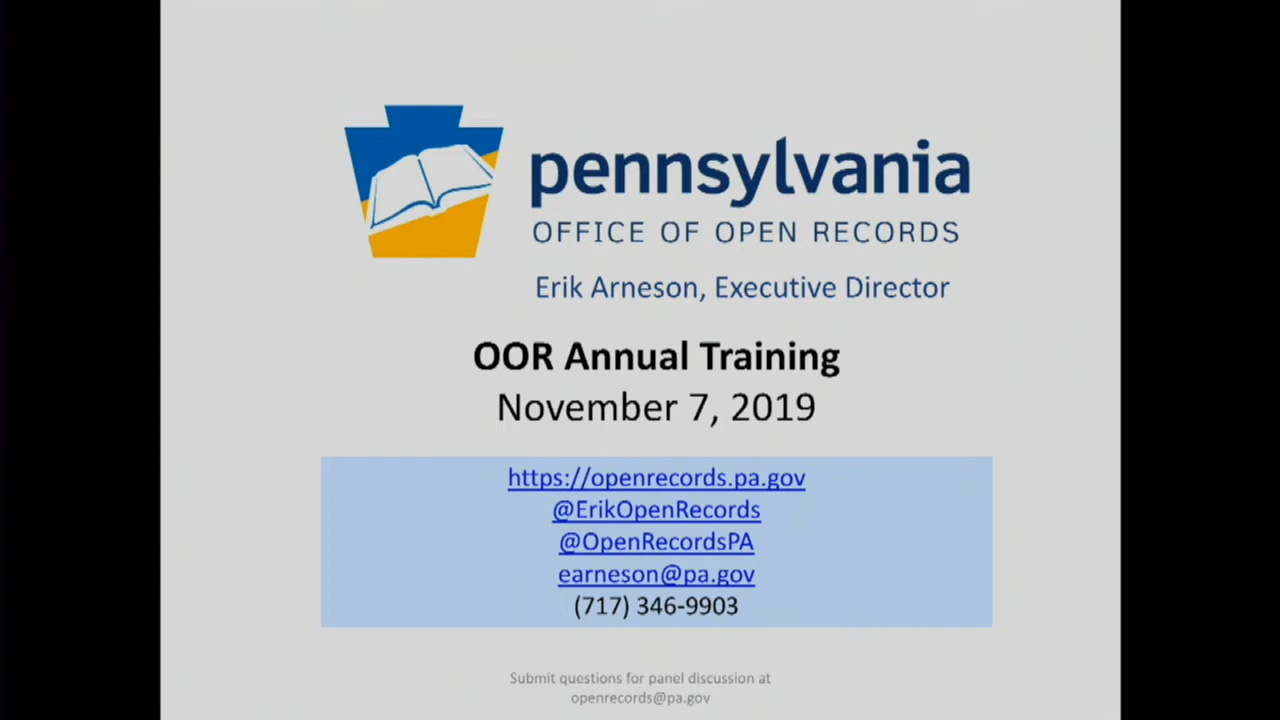 pennsylvania
OFFICE OF OPEN RECORDS
Erik Arneson, Executive Director
OOR Annual Training
November 7, 2019
https://openrecords.pa.gov
@ErikOpenRecords
@OpenRecordsPA
earneson@pa.gov
(717) 346-9903
Submit questions for panel discussion at
openrecords@pa.gov